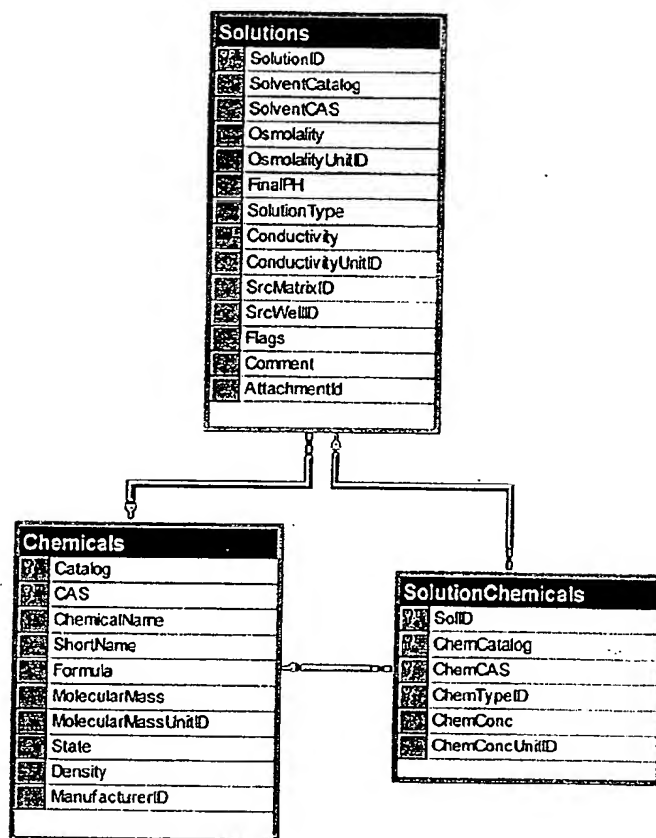 Solutions
SolutionID
SolventCatalog
SolventCAS
Osmolality
OsmolalityUnitID
FinalPH
SolutionType
Conductivity
ConductivityUnitID
SrcMatrixID
SrcWellID
Flags
Comment
AttachmentId
Chemicals
Catalog
CAS
ChemicalName
ShortName
Formula
MolecularMass
MolecularMassUnitID
State
Density
ManufacturerID
SolutionChemicals
SolID
ChemCatalog
ChemCAS
ChemTypeID
ChemConc
ChemConcUnitID